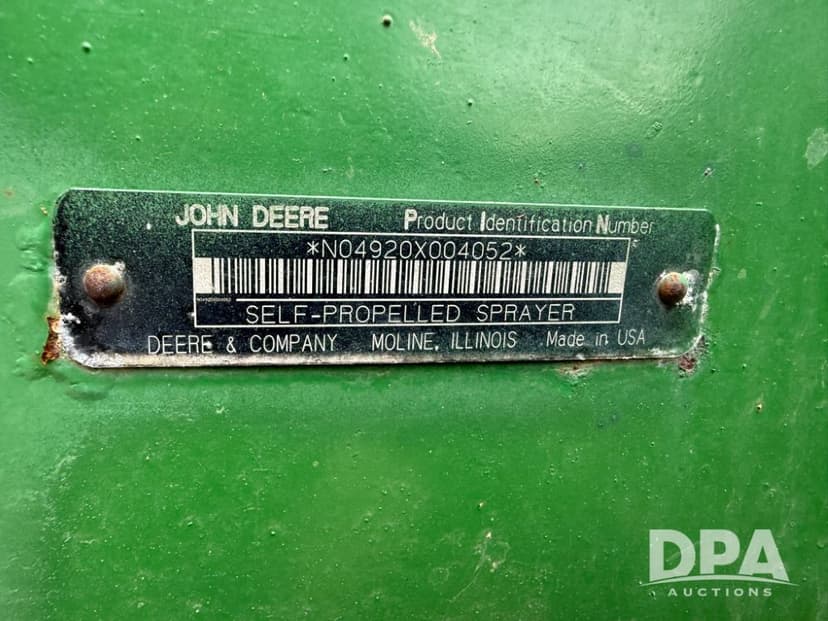 JOHN DEERE Product Identification Number
*N04920X004052*
SELF-PROPELLED SPRAYER
DEERE & COMPANY MOLINE, ILLINOIS Made in USA
DPA
AUCTIONS